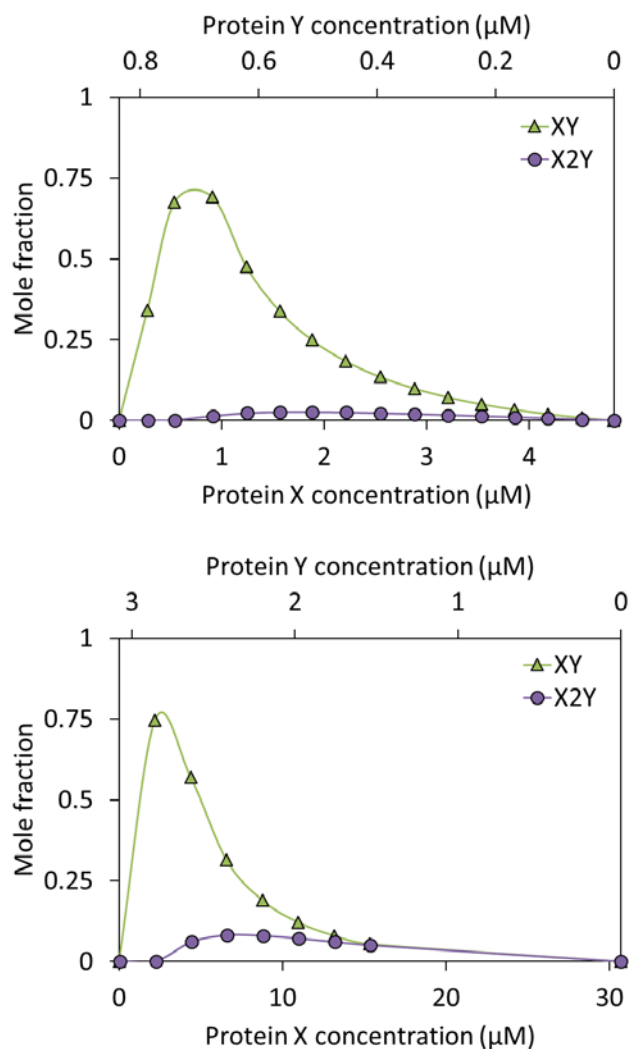 Protein Y concentration (µM)
0.8 0.6 0.4 0.2 0
1
XY
X2Y
0.75
Mole fraction
0.5
0.25
0
0 1 2 3 4
Protein X concentration (µM)
Protein Y concentration (µM)
3 2 1 0
1
XY
X2Y
0.75
Mole fraction
0.5
0.25
0
0 10 20 30
Protein X concentration (µM)